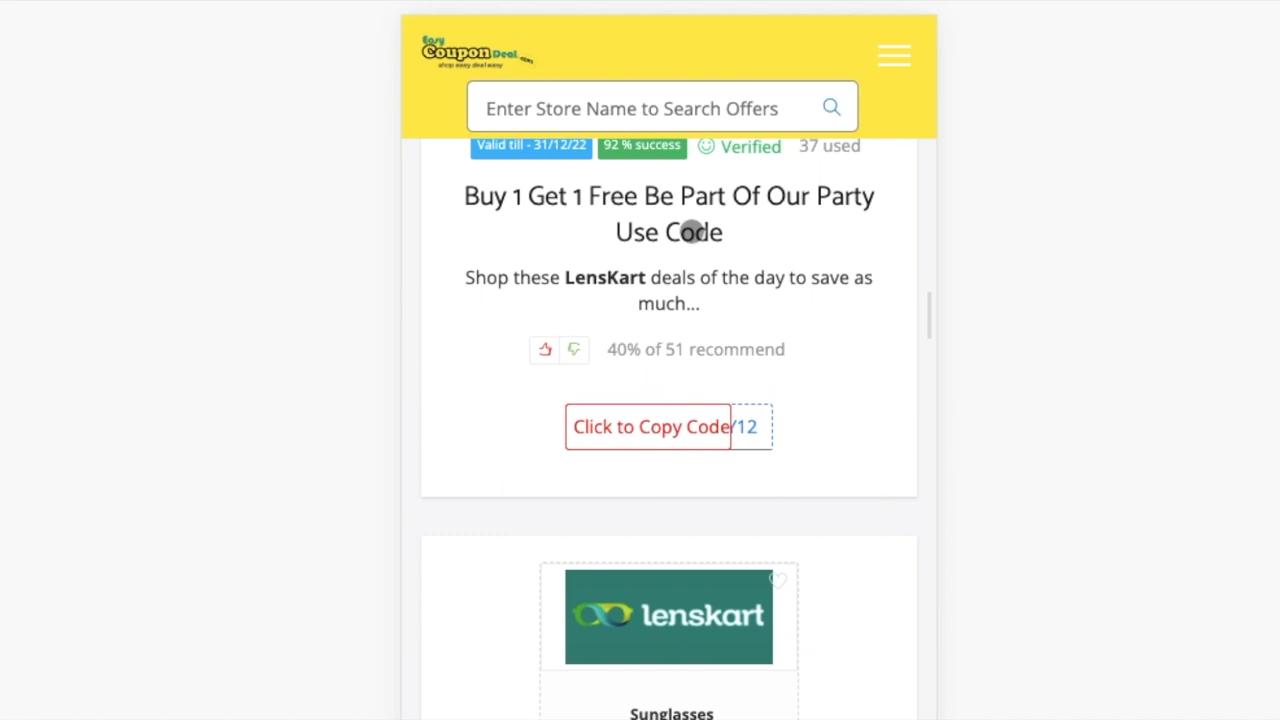 Easy
Coupon Deal .com
shop easy deal easy
Enter Store Name to Search Offers
Valid till - 31/12/22 92 % success Verified 37 used
Buy 1 Get 1 Free Be Part Of Our Party
Use Code
Shop these LensKart deals of the day to save as
much...
40% of 51 recommend
Click to Copy Code/12
lenskart
Sunglasses